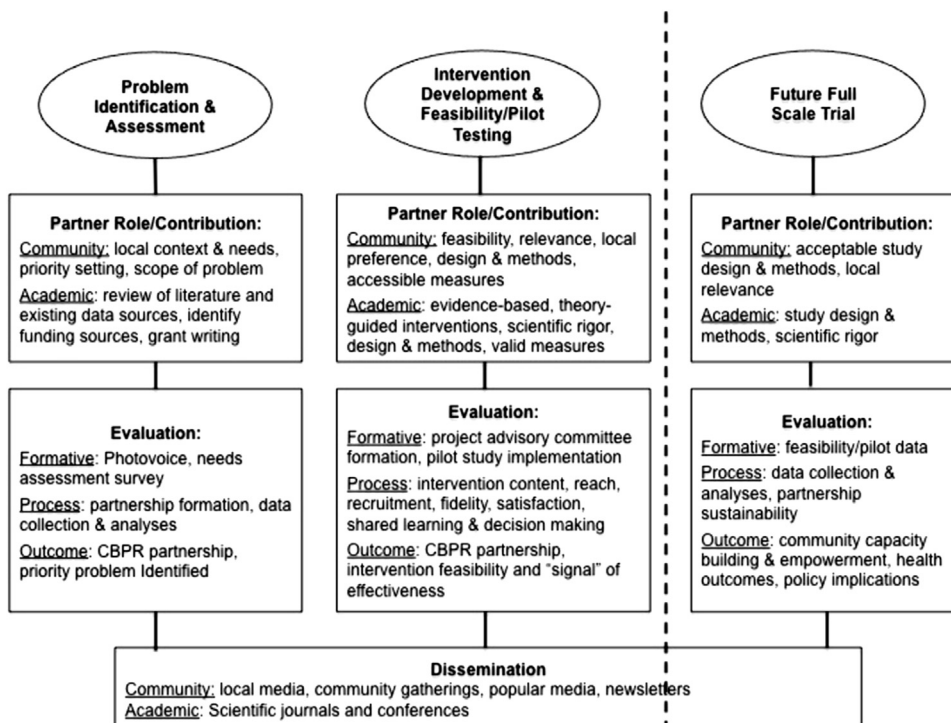 Problem
Identification &
Assessment
Partner Role/Contribution:
Community: local context & needs,
priority setting, scope of problem
Academic: review of literature and
existing data sources, identify
funding sources, grant writing
Evaluation:
Formative: Photovoice, needs
assessment survey
Process: partnership formation, data
collection & analyses
Outcome: CBPR partnership,
priority problem Identified
Intervention
Development &
Feasibility/Pilot
Testing
Partner Role/Contribution:
Community: feasibility, relevance, local
preference, design & methods,
accessible measures
Academic: evidence-based, theory-
guided interventions, scientific rigor,
design & methods, valid measures
Evaluation:
Formative: project advisory committee
formation, pilot study implementation
Process: intervention content, reach,
recruitment, fidelity, satisfaction,
shared learning & decision making
Outcome: CBPR partnership,
intervention feasibility and "signal" of
effectiveness
Future Full
Scale Trial
Partner Role/Contribution:
Community: acceptable study
design & methods, local
relevance
Academic: study design &
methods, scientific rigor
Evaluation:
Formative: feasibility/pilot data
Process: data collection &
analyses, partnership
sustainability
Outcome: community capacity
building & empowerment, health
outcomes, policy implications
Dissemination
Community: local media, community gatherings, popular media, newsletters
Academic: Scientific journals and conferences